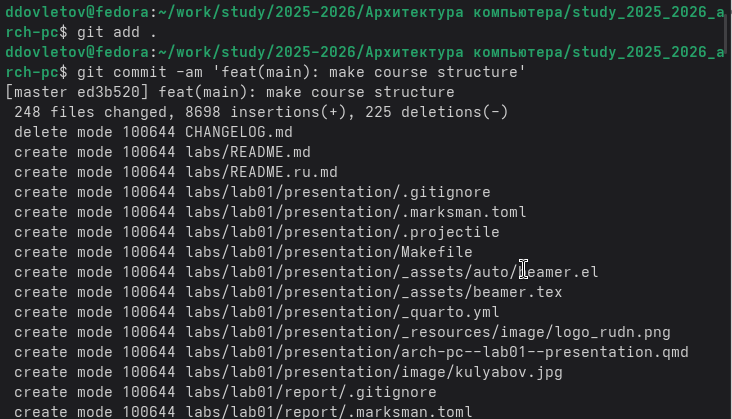 ddovletov@fedora:~/work/study/2025-2026/Архитектура компьютера/study_2025_2026_a
rch-pc$ git add .
ddovletov@fedora:~/work/study/2025-2026/Архитектура компьютера/study_2025_2026_a
rch-pc$ git commit -am 'feat(main): make course structure'
[master ed3b520] feat(main): make course structure
 248 files changed, 8698 insertions(+), 225 deletions(-)
 delete mode 100644 CHANGELOG.md
 create mode 100644 labs/README.md
 create mode 100644 labs/README.ru.md
 create mode 100644 labs/lab01/presentation/.gitignore
 create mode 100644 labs/lab01/presentation/.marksman.toml
 create mode 100644 labs/lab01/presentation/.projectile
 create mode 100644 labs/lab01/presentation/Makefile
 create mode 100644 labs/lab01/presentation/_assets/auto/beamer.el
 create mode 100644 labs/lab01/presentation/_assets/beamer.tex
 create mode 100644 labs/lab01/presentation/_quarto.yml
 create mode 100644 labs/lab01/presentation/_resources/image/logo_rudn.png
 create mode 100644 labs/lab01/presentation/arch-pc--lab01--presentation.qmd
 create mode 100644 labs/lab01/presentation/image/kulyabov.jpg
 create mode 100644 labs/lab01/report/.gitignore
 create mode 100644 labs/lab01/report/.marksman.toml